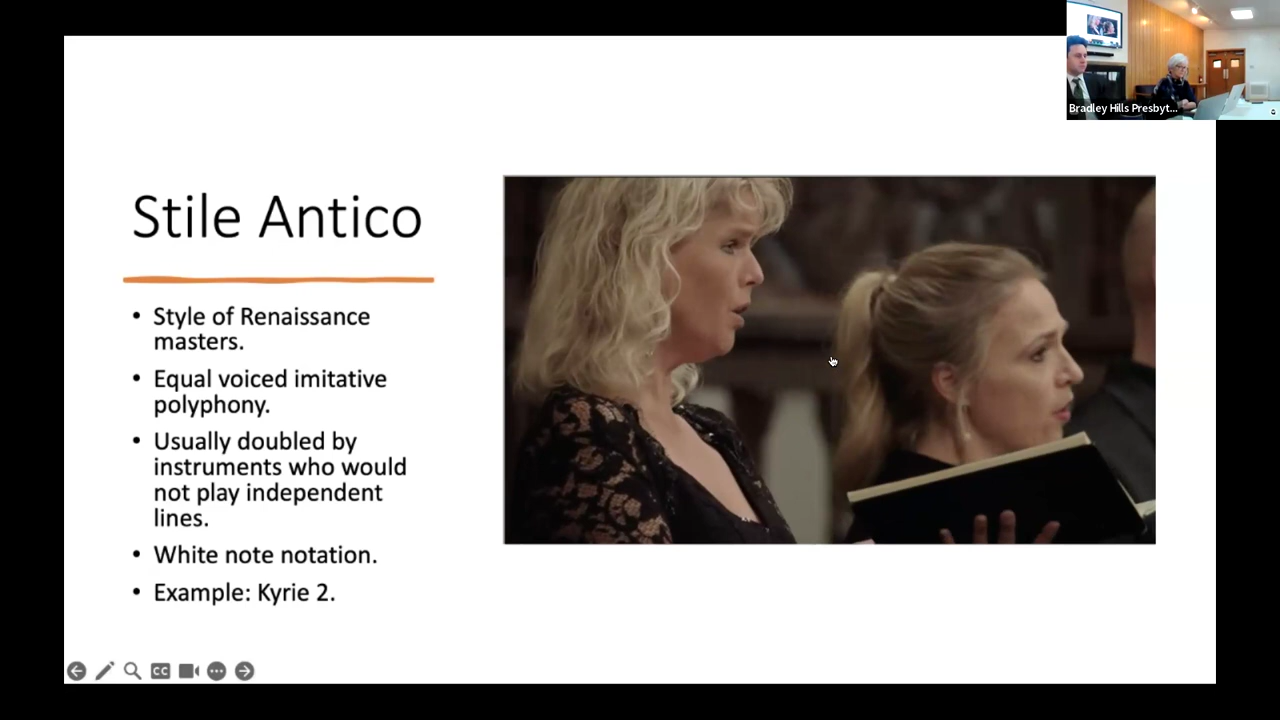 Bradley Hills Presbyt...
Stile Antico
• Style of Renaissance
masters.
• Equal voiced imitative
polyphony.
• Usually doubled by
instruments who would
not play independent
lines.
• White note notation.
• Example: Kyrie 2.
CC